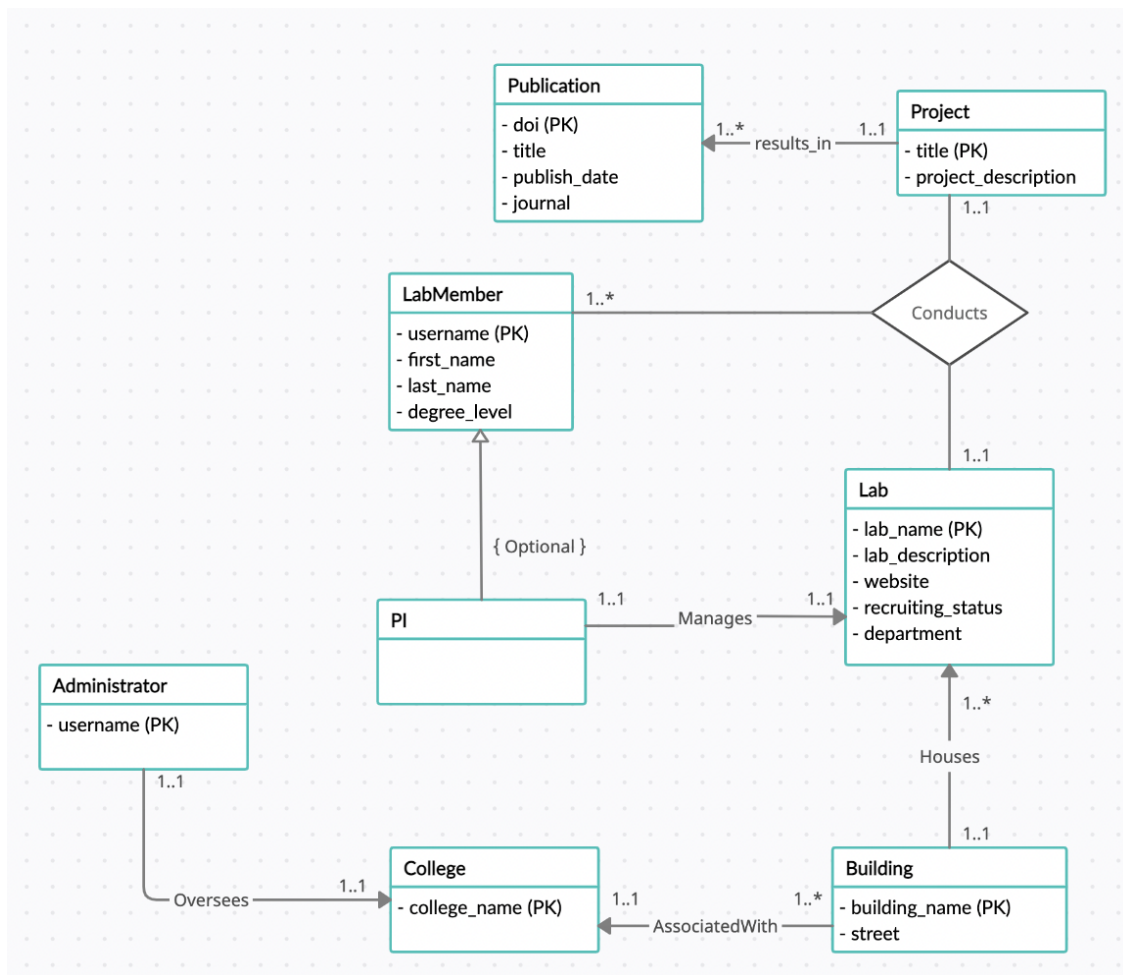 Publication
- doi (PK)
- title
- publish_date
- journal
1..*
results_in
1..1
Project
- title (PK)
- project_description
1..1
LabMember
- username (PK)
- first_name
- last_name
- degree_level
1..*
Conducts
{ Optional }
1..1
Lab
- lab_name (PK)
- lab_description
- website
- recruiting_status
- department
PI
1..1
Manages
1..1
Administrator
- username (PK)
1..1
1..*
Houses
1..1
Oversees
1..1
College
- college_name (PK)
1..1
AssociatedWith
1..*
Building
- building_name (PK)
- street